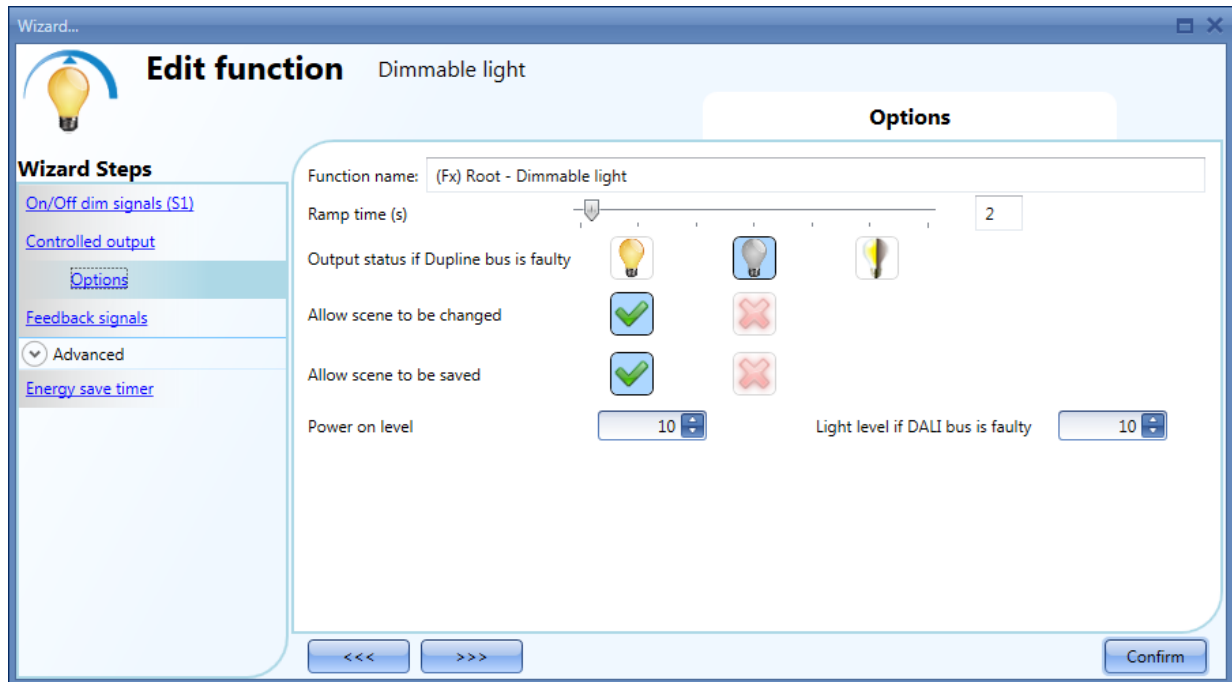 Wizard...
Edit function Dimmable light
Options
Wizard Steps
On/Off dim signals (S1)
Controlled output
Options
Feedback signals
Advanced
Energy save timer
Function name: (Fx) Root - Dimmable light
Ramp time (s) 2
Output status if Dupline bus is faulty
Allow scene to be changed
Allow scene to be saved
Power on level 10 Light level if DALI bus is faulty 10
<<< >>> Confirm